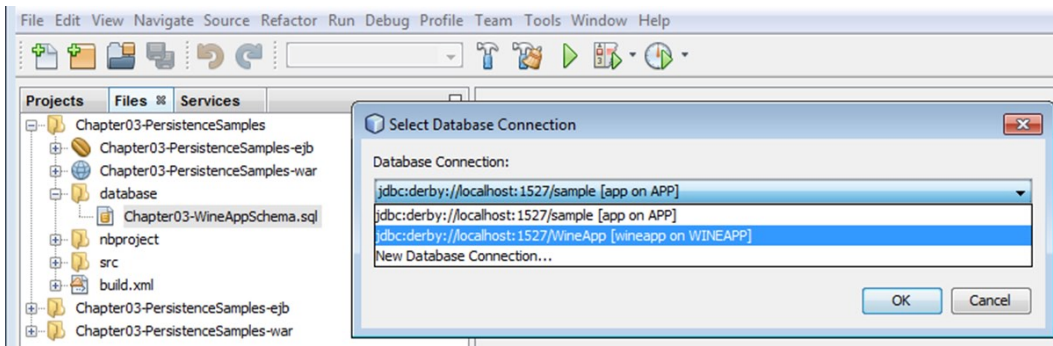 File Edit View Navigate Source Refactor Run Debug Profile Team Tools Window Help
Projects Files Services
Chapter03-PersistenceSamples
Chapter03-PersistenceSamples-ejb
Chapter03-PersistenceSamples-war
database
Chapter03-WineAppSchema.sql
nbproject
src
build.xml
Chapter03-PersistenceSamples-ejb
Chapter03-PersistenceSamples-war
Select Database Connection
Database Connection:
jdbc:derby://localhost:1527/sample [app on APP]
jdbc:derby://localhost:1527/sample [app on APP]
jdbc:derby://localhost:1527/WineApp [wineapp on WINEAPP]
New Database Connection...
OK Cancel